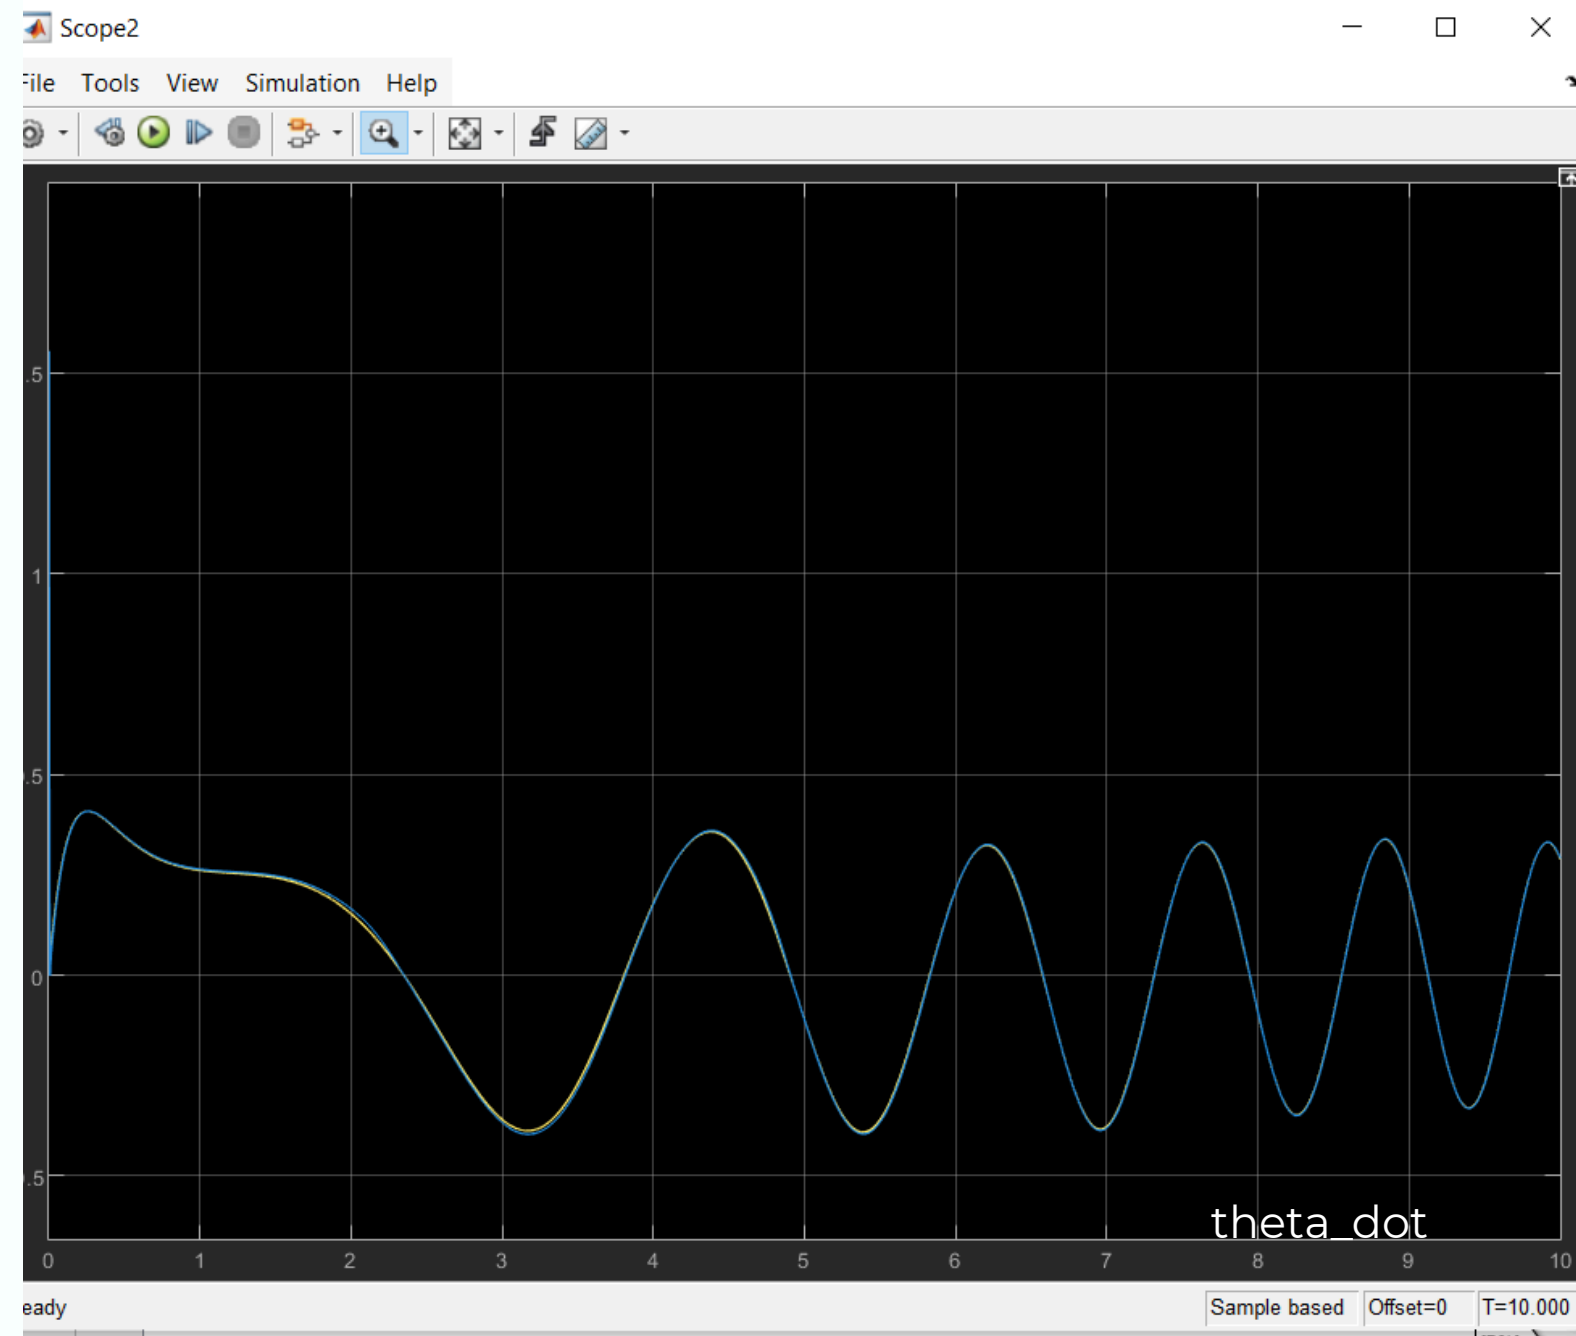 Scope2
File Tools View Simulation Help
.5
1
.5
0
.5
theta_dot
0 1 2 3 4 5 6 7 8 9 10
eady
Sample based Offset=0 T=10.000